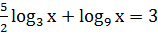 5/2 log₃ x + log₉ x = 3